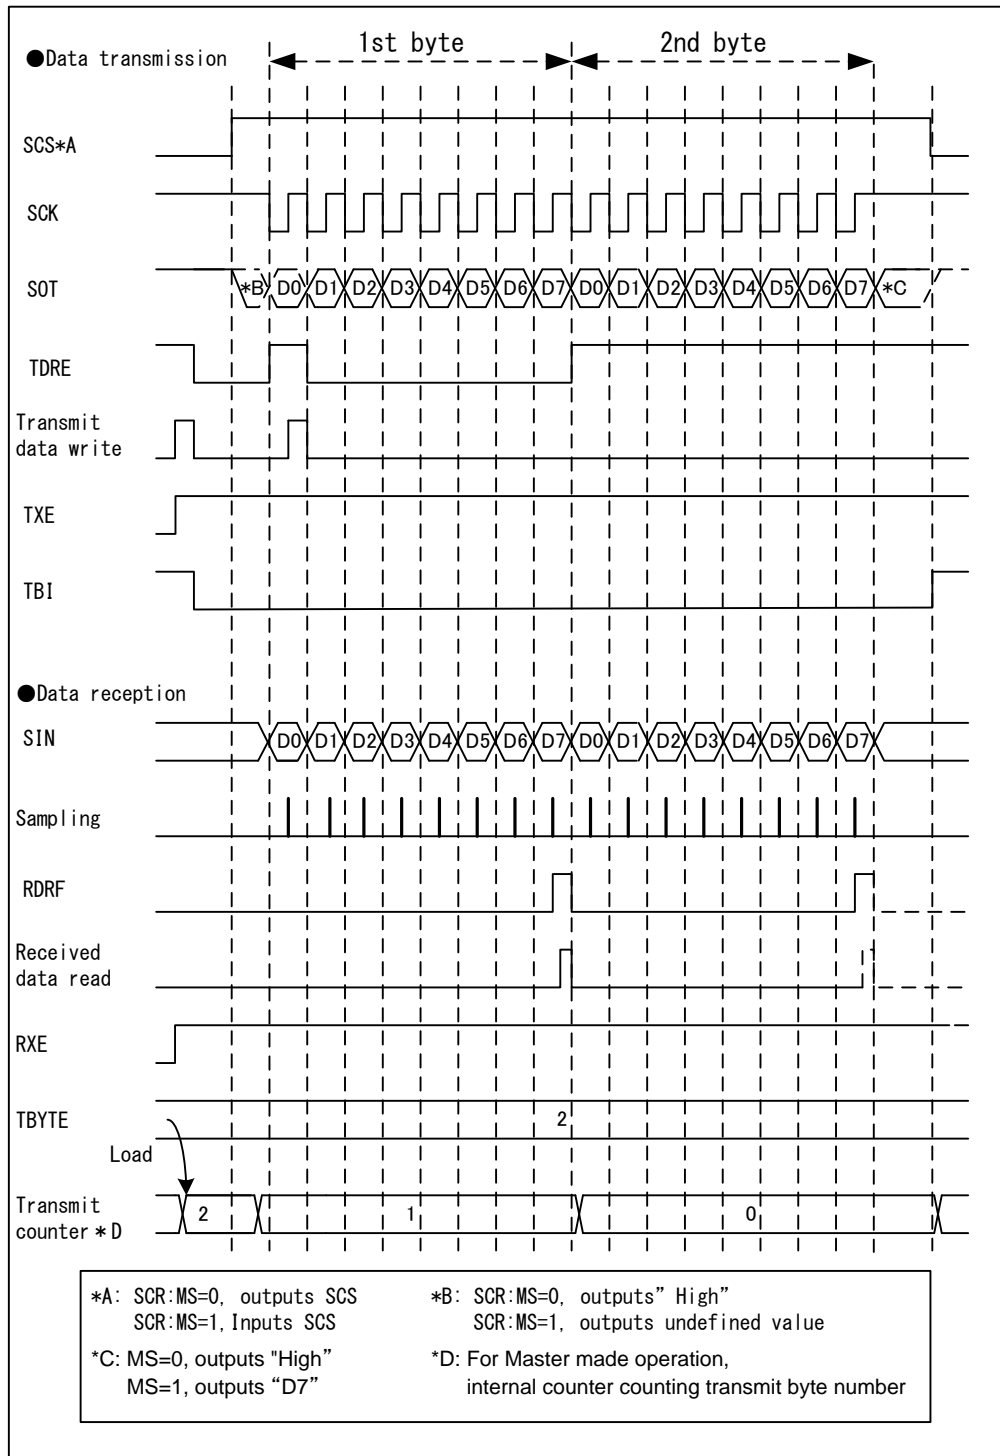 1st byte 2nd byte
●Data transmission
SCS*A
SCK
SOT *B D0 D1 D2 D3 D4 D5 D6 D7 D0 D1 D2 D3 D4 D5 D6 D7 *C
TDRE
Transmit
data write
TXE
TBI
●Data reception
SIN D0 D1 D2 D3 D4 D5 D6 D7 D0 D1 D2 D3 D4 D5 D6 D7
Sampling
RDRF
Received
data read
RXE
TBYTE 2
Load
Transmit
counter *D 2 1 0
*A: SCR:MS=0, outputs SCS
SCR:MS=1, Inputs SCS
*B: SCR:MS=0, outputs” High”
SCR:MS=1, outputs undefined value
*C: MS=0, outputs "High”
MS=1, outputs “D7”
*D: For Master made operation,
internal counter counting transmit byte number